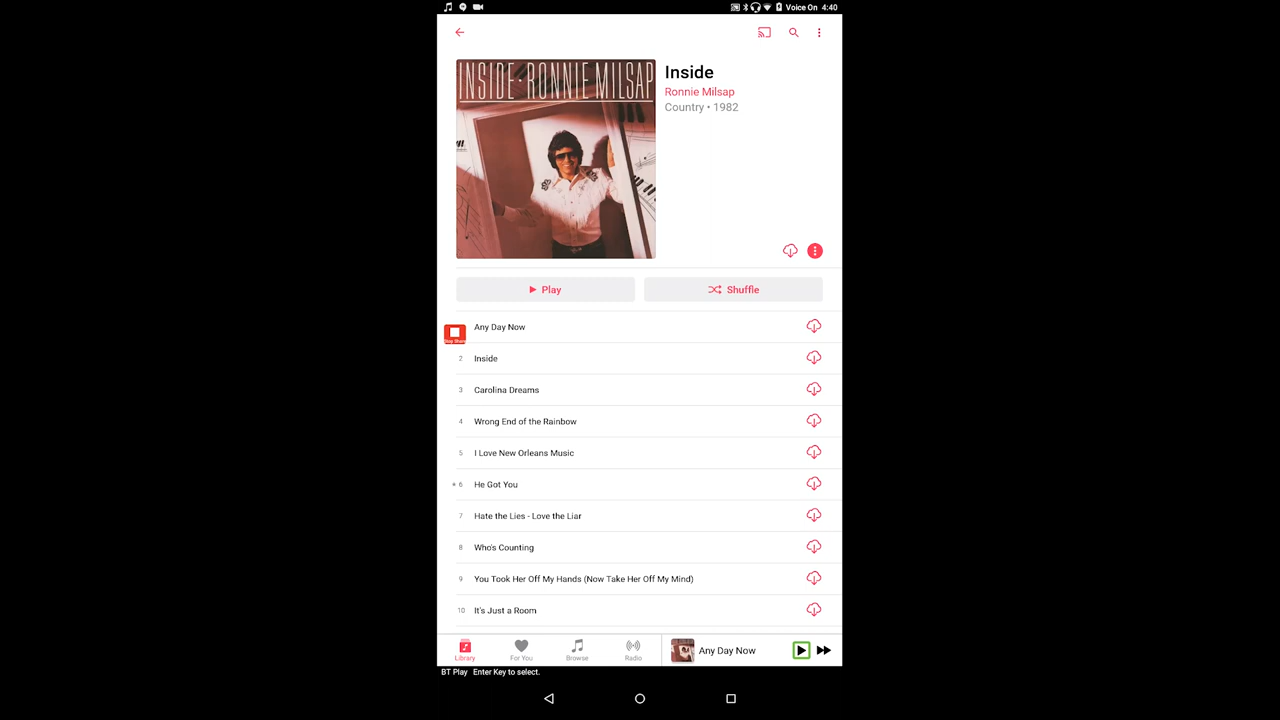 Voice On 4:40
INSIDE·RONNIE MILSAP
Inside
Ronnie Milsap
Country • 1982
Play
Shuffle
Any Day Now
Stop Share
2 Inside
3 Carolina Dreams
4 Wrong End of the Rainbow
5 I Love New Orleans Music
6 He Got You
7 Hate the Lies - Love the Liar
8 Who's Counting
9 You Took Her Off My Hands (Now Take Her Off My Mind)
10 It's Just a Room
Library
For You
Browse
Radio
Any Day Now
BT Play Enter Key to select.